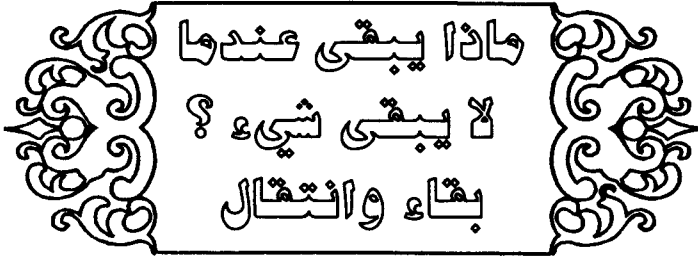 ماذا يبقى عندما
لا يبقى شيء ؟
بقاء وانتقال